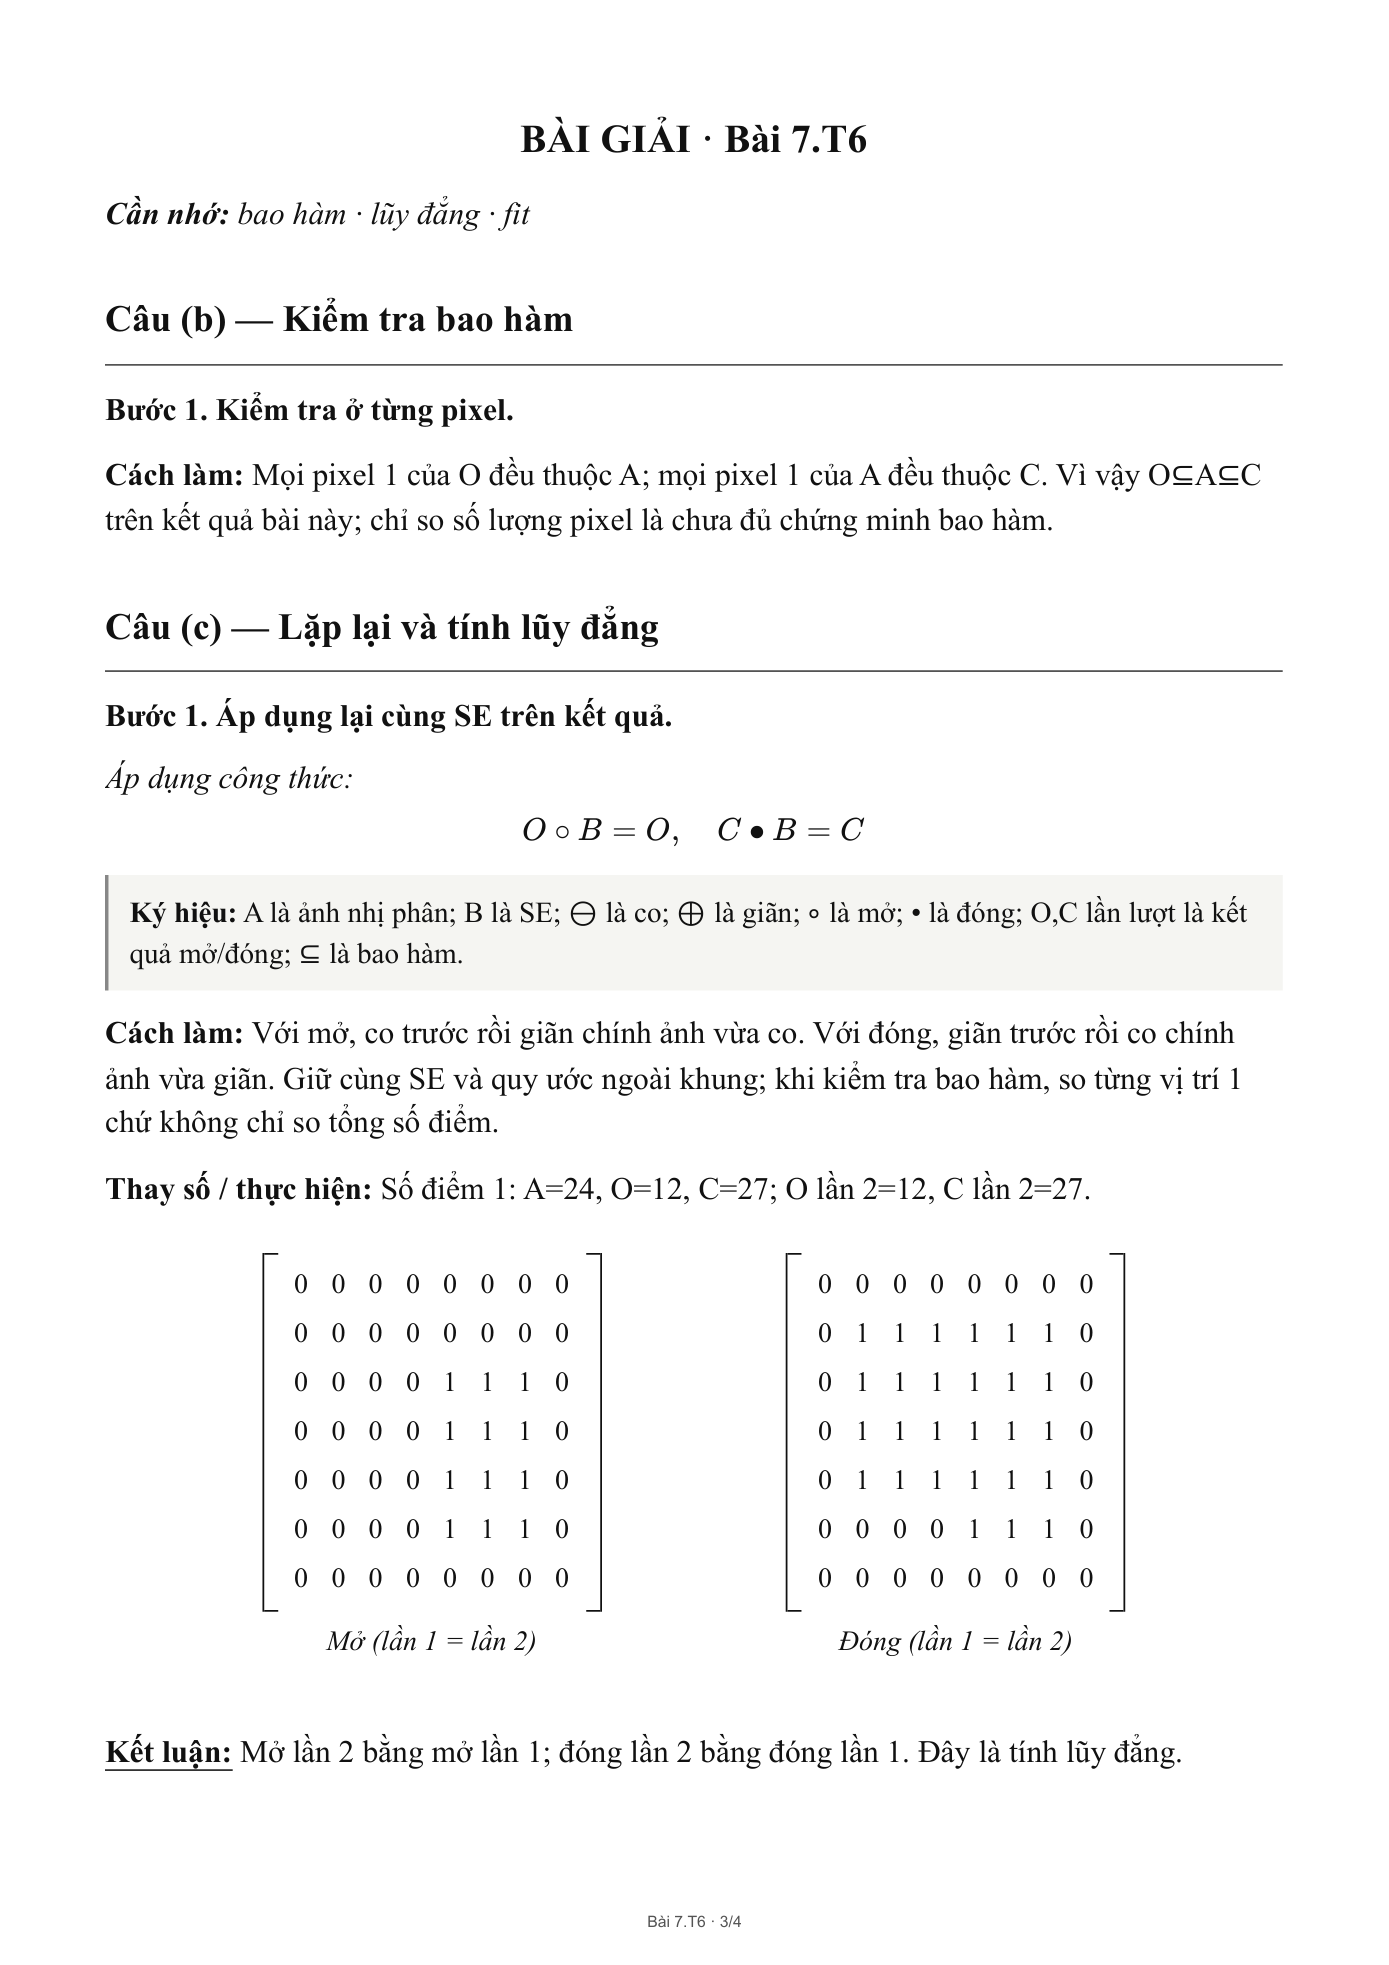 BÀI GIẢI · Bài 7.T6
Cần nhớ: bao hàm · lũy đẳng · fit
Câu (b) — Kiểm tra bao hàm
Bước 1. Kiểm tra ở từng pixel.
Cách làm: Mọi pixel 1 của O đều thuộc A; mọi pixel 1 của A đều thuộc C. Vì vậy O⊆A⊆C
trên kết quả bài này; chỉ so số lượng pixel là chưa đủ chứng minh bao hàm.
Câu (c) — Lặp lại và tính lũy đẳng
Bước 1. Áp dụng lại cùng SE trên kết quả.
Áp dụng công thức:
O ∘ B = O, C • B = C
Ký hiệu: A là ảnh nhị phân; B là SE; ⊖ là co; ⊕ là giãn; ∘ là mở; • là đóng; O,C lần lượt là kết
quả mở/đóng; ⊆ là bao hàm.
Cách làm: Với mở, co trước rồi giãn chính ảnh vừa co. Với đóng, giãn trước rồi co chính
ảnh vừa giãn. Giữ cùng SE và quy ước ngoài khung; khi kiểm tra bao hàm, so từng vị trí 1
chứ không chỉ so tổng số điểm.
Thay số / thực hiện: Số điểm 1: A=24, O=12, C=27; O lần 2=12, C lần 2=27.
0 0 0 0 0 0 0 0
0 0 0 0 0 0 0 0
0 0 0 0 1 1 1 0
0 0 0 0 1 1 1 0
0 0 0 0 1 1 1 0
0 0 0 0 1 1 1 0
0 0 0 0 0 0 0 0
Mở (lần 1 = lần 2)
0 0 0 0 0 0 0 0
0 1 1 1 1 1 1 0
0 1 1 1 1 1 1 0
0 1 1 1 1 1 1 0
0 1 1 1 1 1 1 0
0 0 0 0 1 1 1 0
0 0 0 0 0 0 0 0
Đóng (lần 1 = lần 2)
Kết luận: Mở lần 2 bằng mở lần 1; đóng lần 2 bằng đóng lần 1. Đây là tính lũy đẳng.
Bài 7.T6 · 3/4